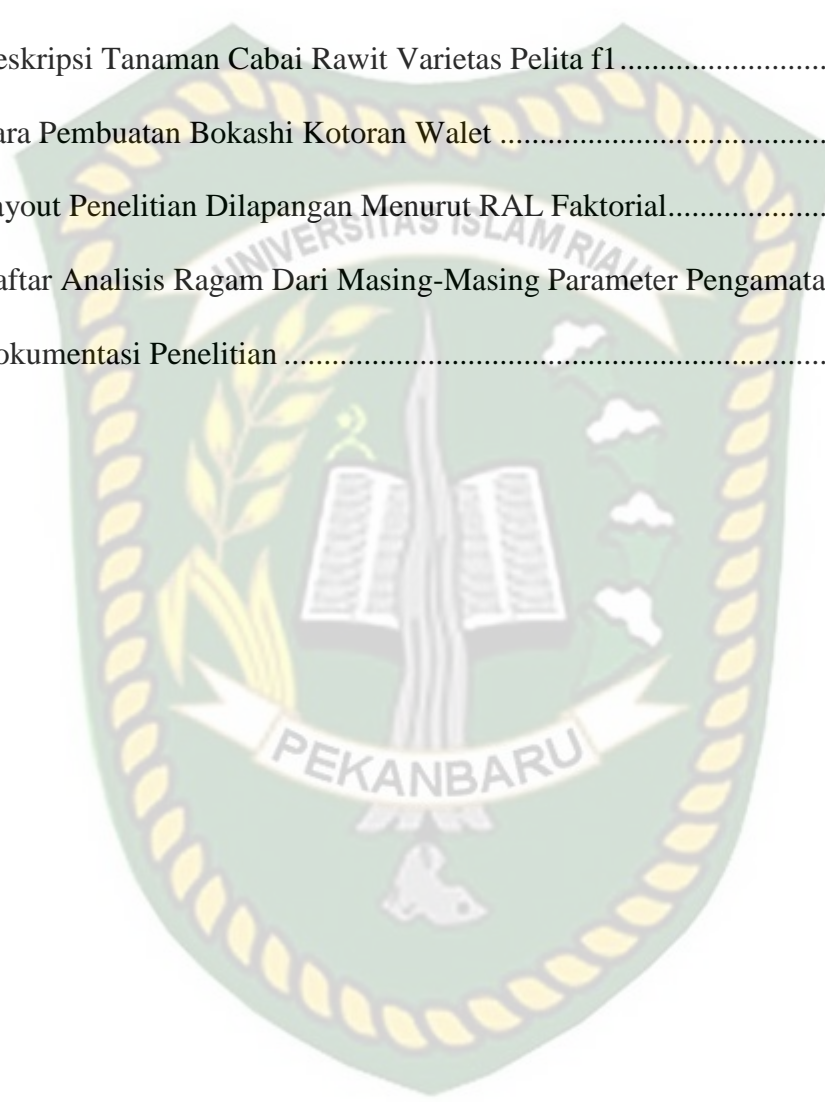 eskripsi Tanaman Cabai Rawit Varietas Pelita f1..........................
ara Pembuatan Bokashi Kotoran Walet .......................................
ayout Penelitian Dilapangan Menurut RAL Faktorial....................
UNIVERSITAS ISLAM RIAU
aftar Analisis Ragam Dari Masing-Masing Parameter Pengamata
okumentasi Penelitian ..................................................................
PEKANBARU